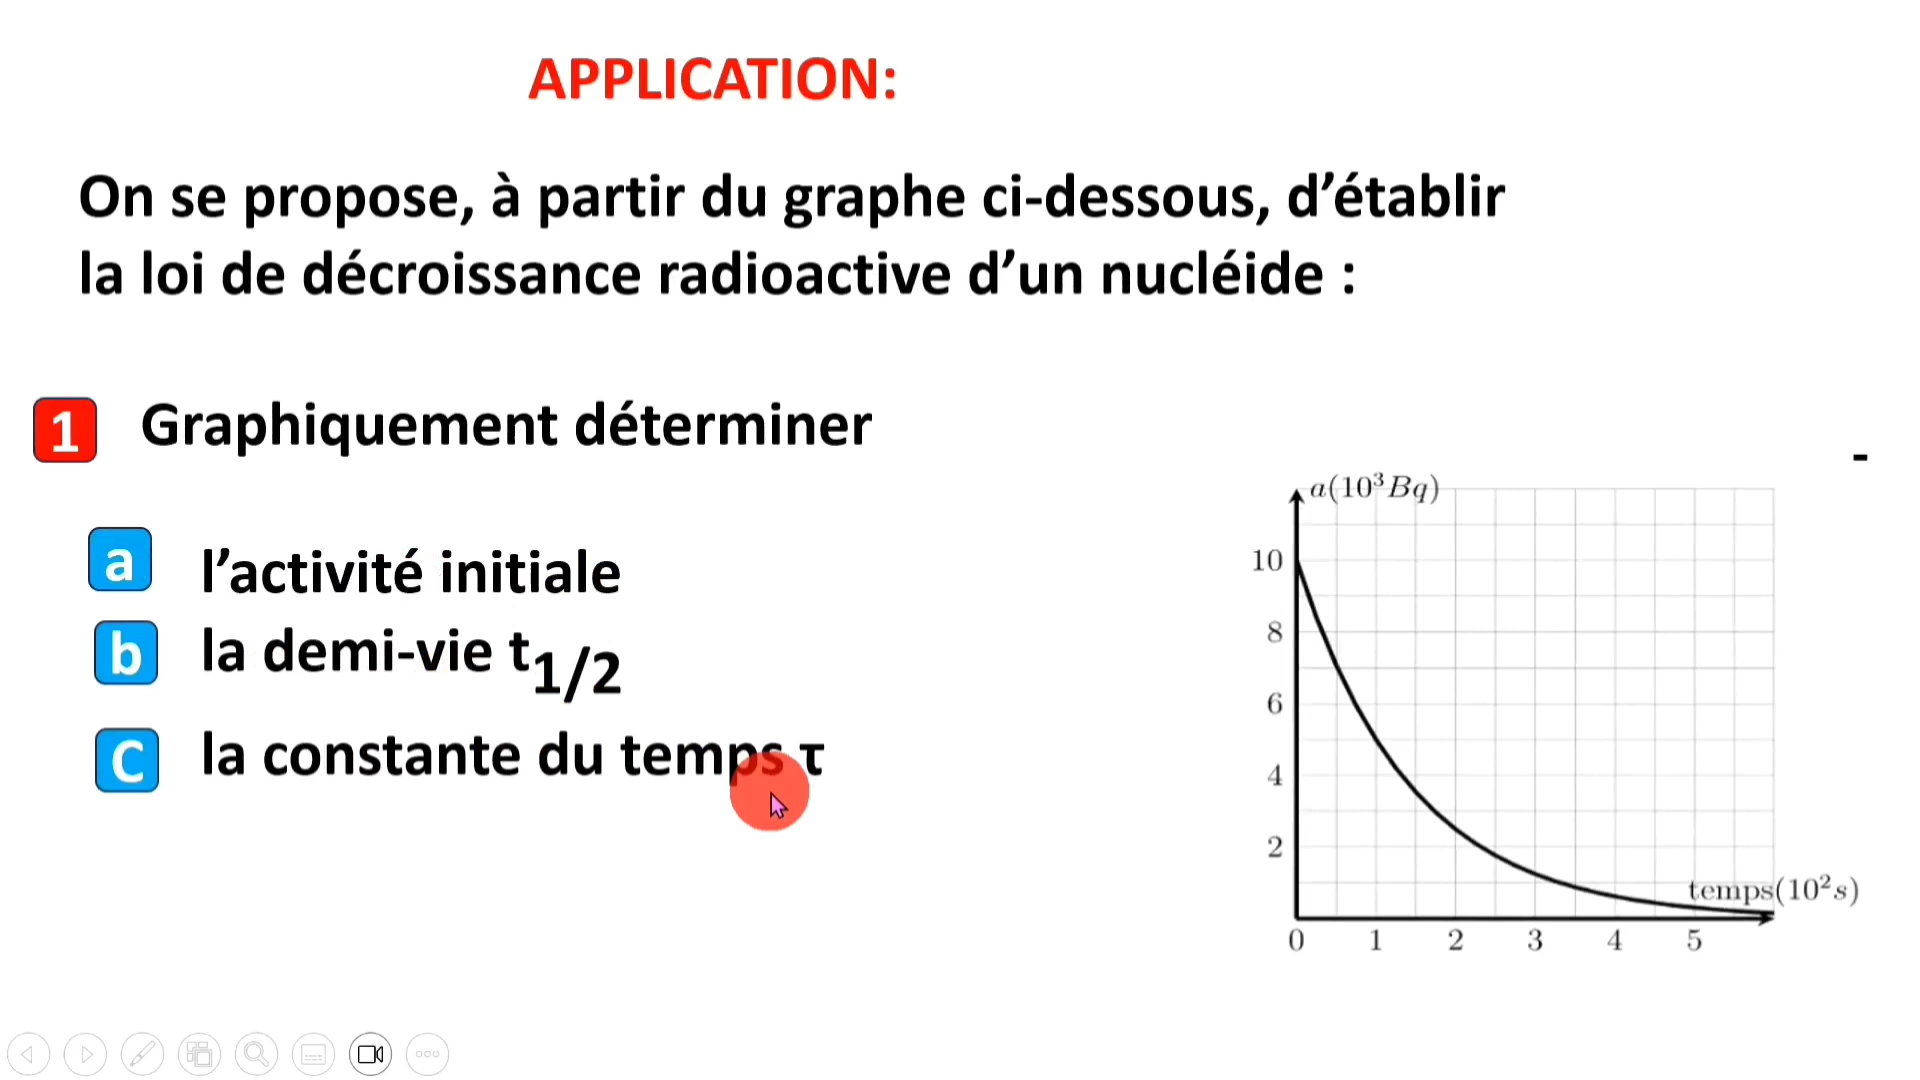 APPLICATION:
On se propose, à partir du graphe ci-dessous, d’établir
la loi de décroissance radioactive d’un nucléide :
1 Graphiquement déterminer
a l’activité initiale
b la demi-vie t1/2
C la constante du temps τ
-
a(10³Bq)
10
8
6
4
2
temps(10²s)
0 1 2 3 4 5